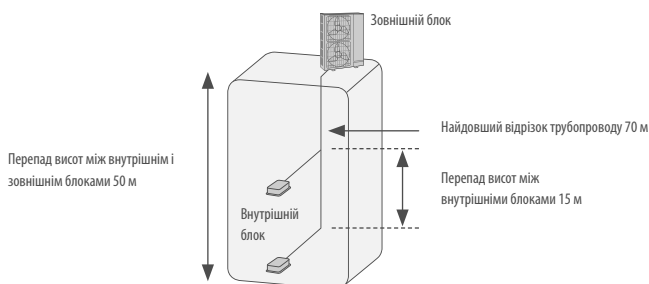 Зовнішній блок
Найдовший відрізок трубопроводу 70 м
Перепад висот між внутрішнім і
зовнішнім блоками 50 м
Перепад висот між
внутрішніми блоками 15 м
Внутрішній
блок